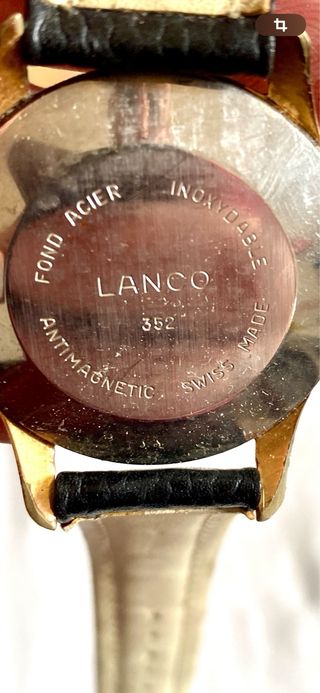 FOND ACIER INOXYDABLE
LANCO
352
ANTIMAGNETIC SWISS MADE